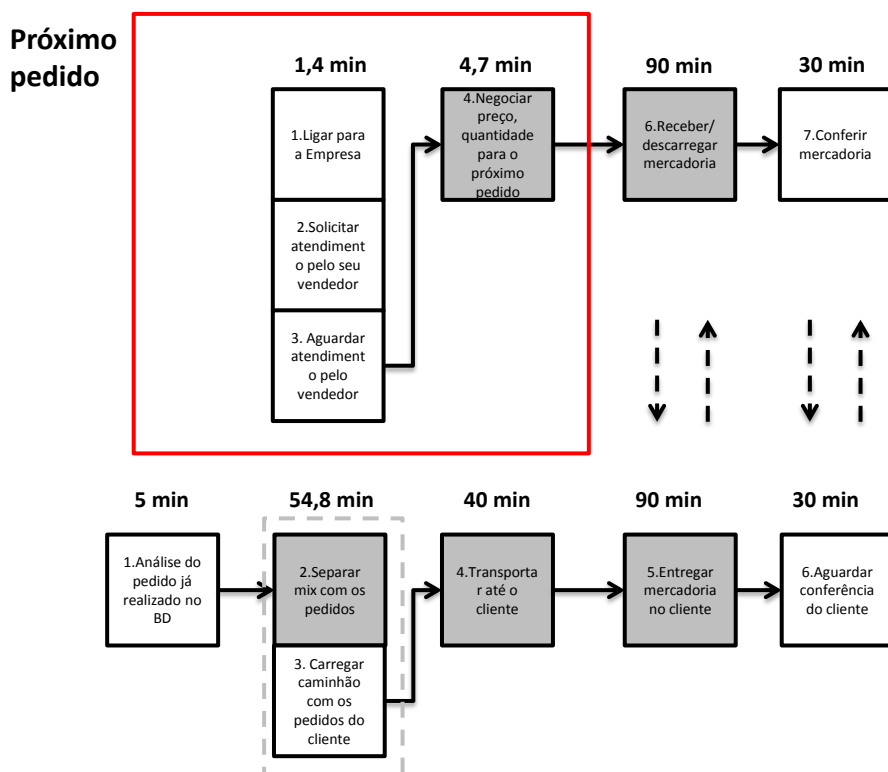 Próximo
pedido
1,4 min
4,7 min
90 min
30 min
1.Ligar para
a Empresa
2.Solicitar
atendiment
o pelo seu
vendedor
3. Aguardar
atendiment
o pelo
vendedor
4.Negociar
preço,
quantidade
para o
próximo
pedido
6.Receber/
descarregar
mercadoria
7.Conferir
mercadoria
5 min
54,8 min
40 min
90 min
30 min
1.Análise do
pedido já
realizado no
BD
2.Separar
mix com os
pedidos
3. Carregar
caminhão
com os
pedidos do
cliente
4.Transporta
r até o
cliente
5.Entregar
mercadoria
no cliente
6.Aguardar
conferência
do cliente